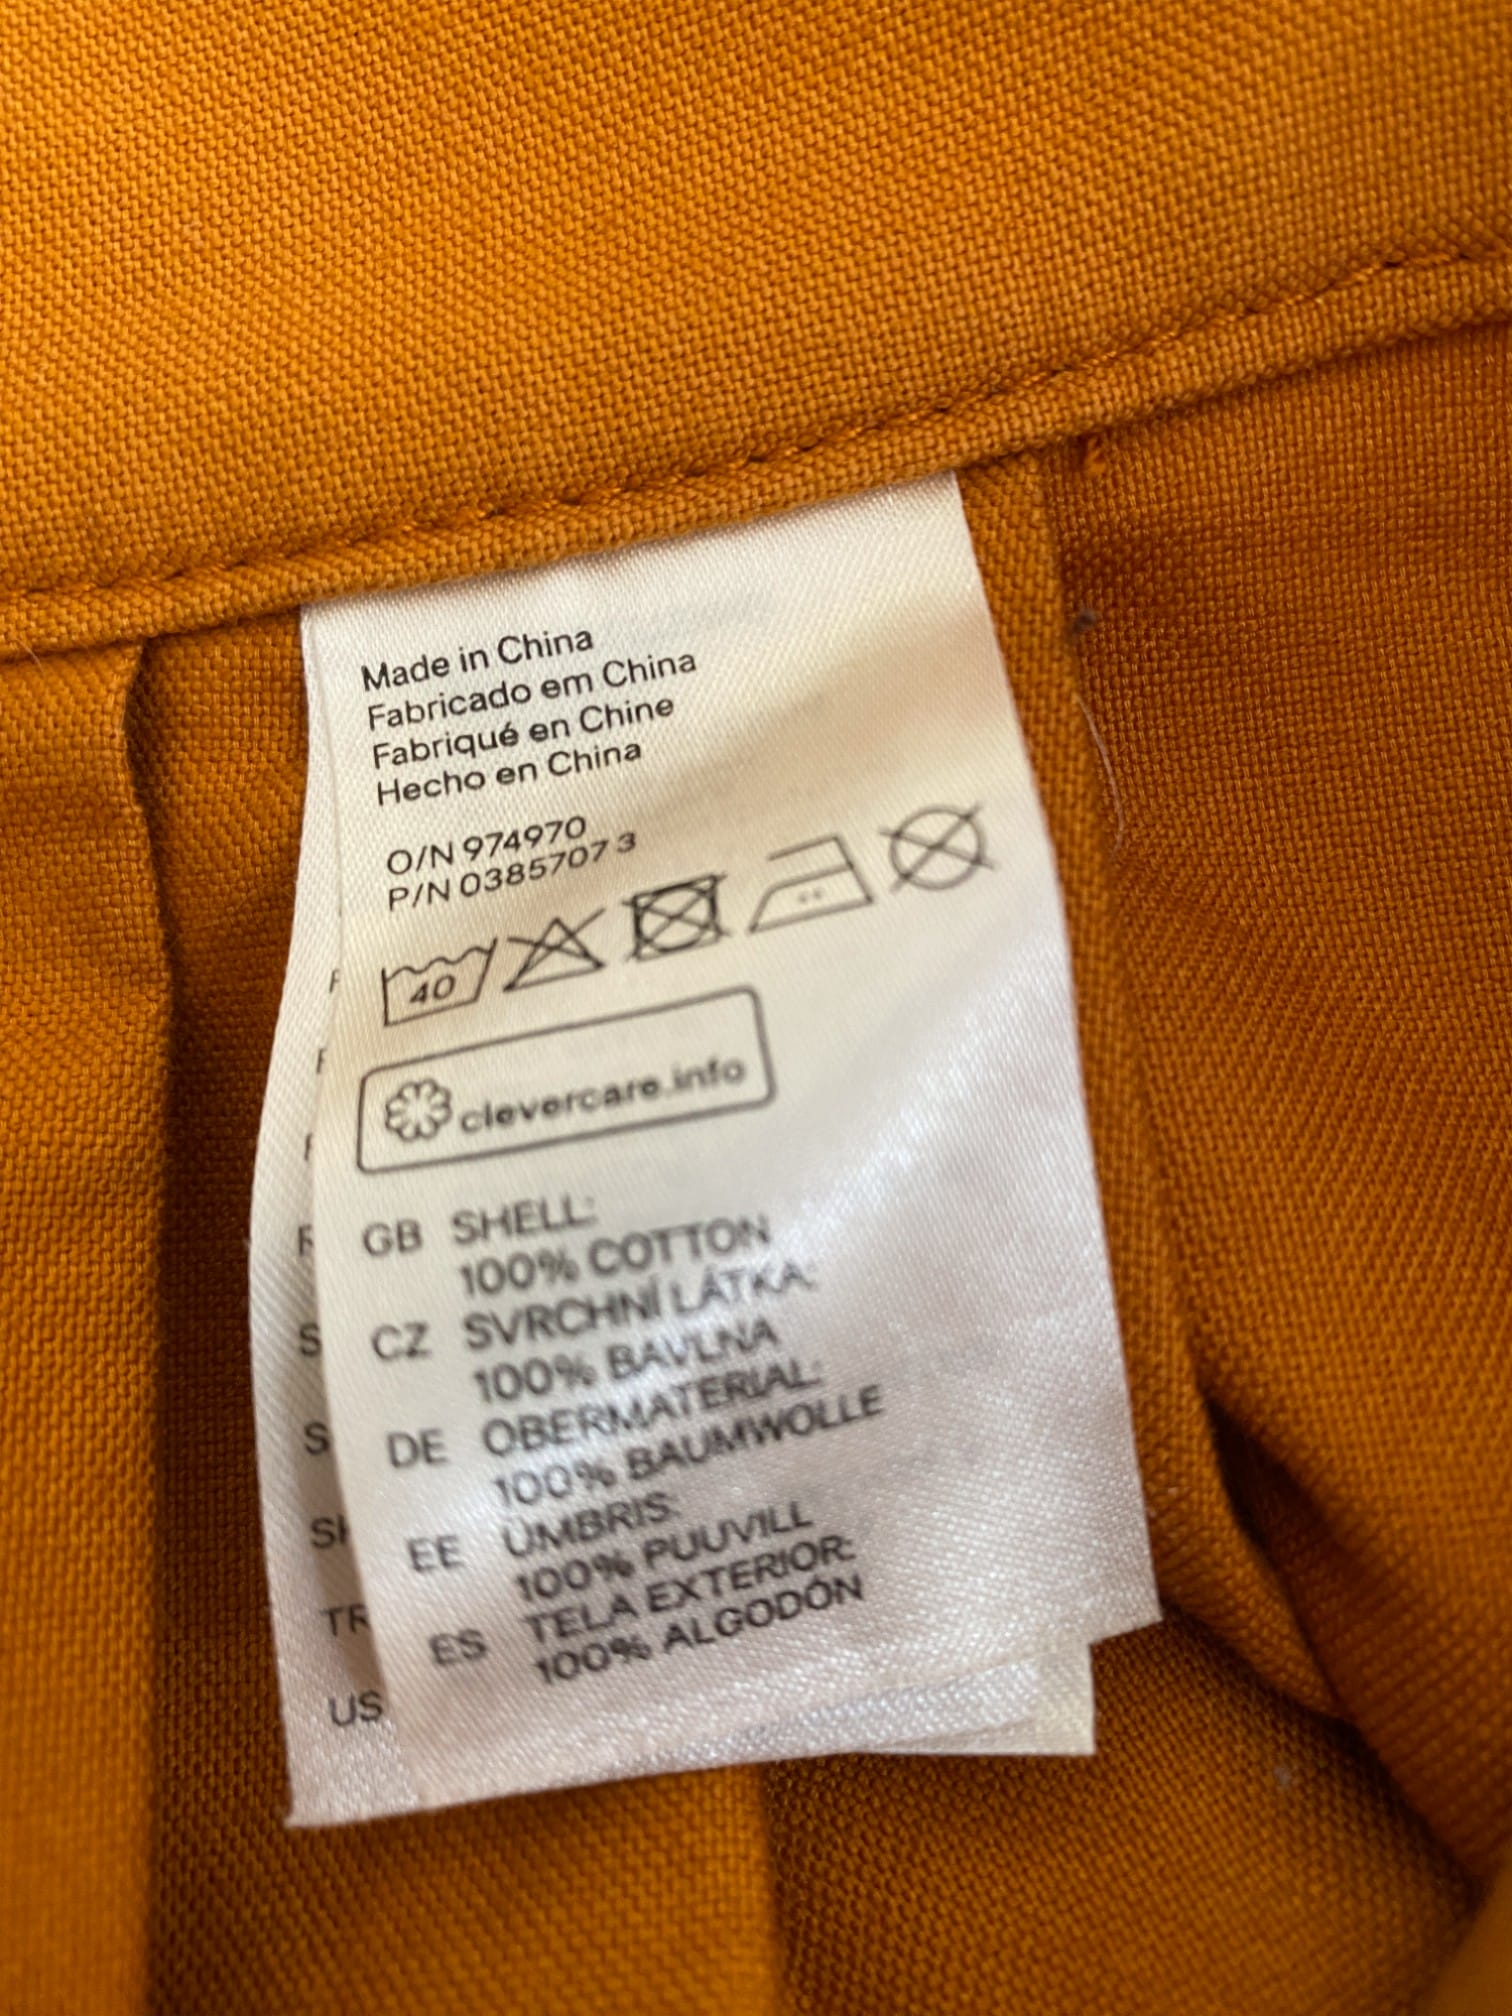 Made in China
Fabricado em China
Fabriqué en Chine
Hecho en China
O/N 974970
P/N 0385707 3
40
clevercare.info
GB SHELL:
100% COTTON
CZ SVRCHNÍ LÁTKA:
100% BAVLNA
DE OBERMATERIAL:
100% BAUMWOLLE
EE ÜMBRIS:
100% PUUVILL
ES TELA EXTERIOR:
100% ALGODÓN
TR
US